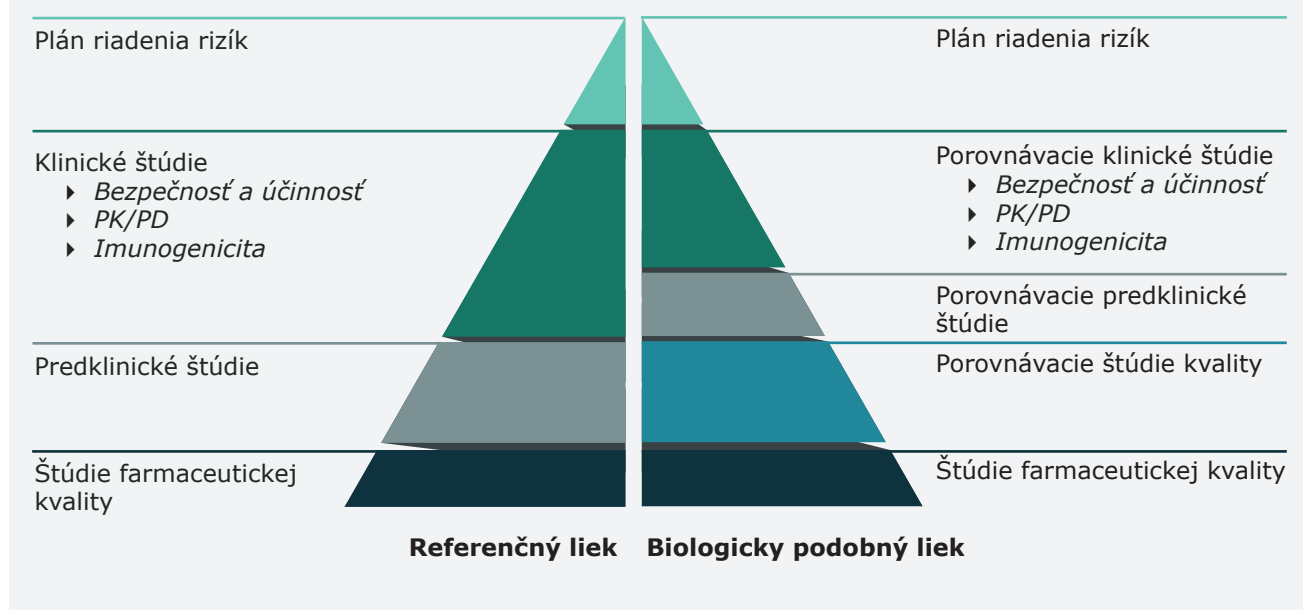 Plán riadenia rizík
Klinické štúdie
Bezpečnosť a účinnosť
PK/PD
Imunogenicita
Predklinické štúdie
Štúdie farmaceutickej
kvality
Referenčný liek
Plán riadenia rizík
Porovnávacie klinické štúdie
Bezpečnosť a účinnosť
PK/PD
Imunogenicita
Porovnávacie predklinické
štúdie
Porovnávacie štúdie kvality
Štúdie farmaceutickej kvality
Biologicky podobný liek